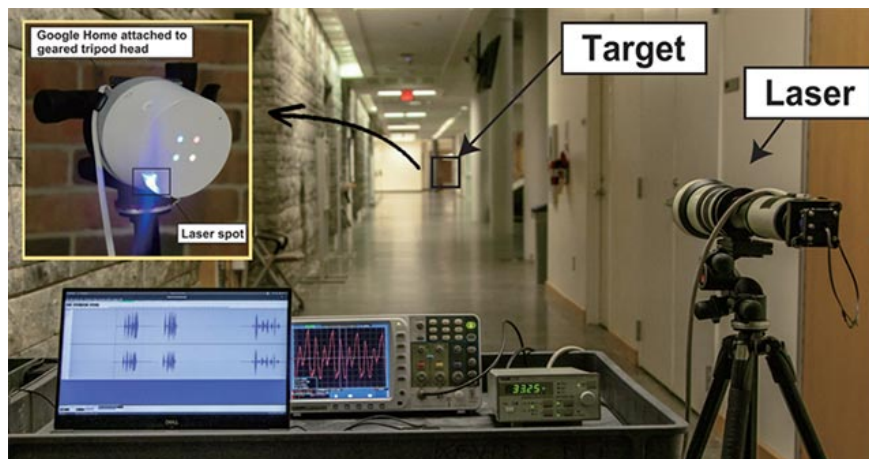 Google Home attached to
geared tripod head
Laser spot
Target
Laser
DELL
3325